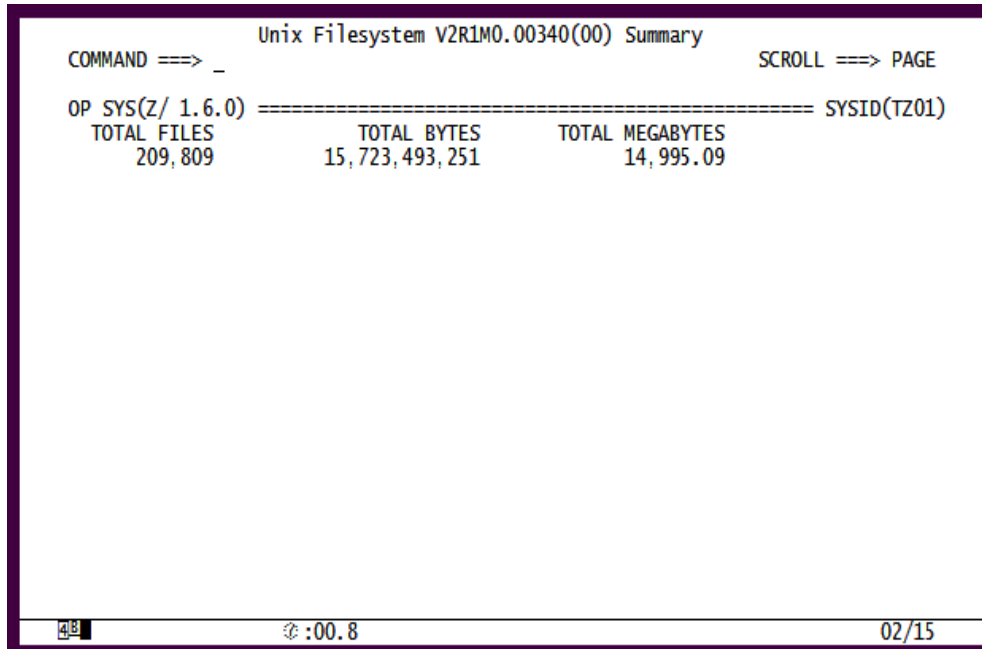 Unix Filesystem V2R1M0.00340(00) Summary
COMMAND ===> _ SCROLL ===> PAGE
OP SYS(Z/ 1.6.0) ================================================== SYSID(TZ01)
TOTAL FILES TOTAL BYTES TOTAL MEGABYTES
209,809 15,723,493,251 14,995.09
4B :00.8 02/15